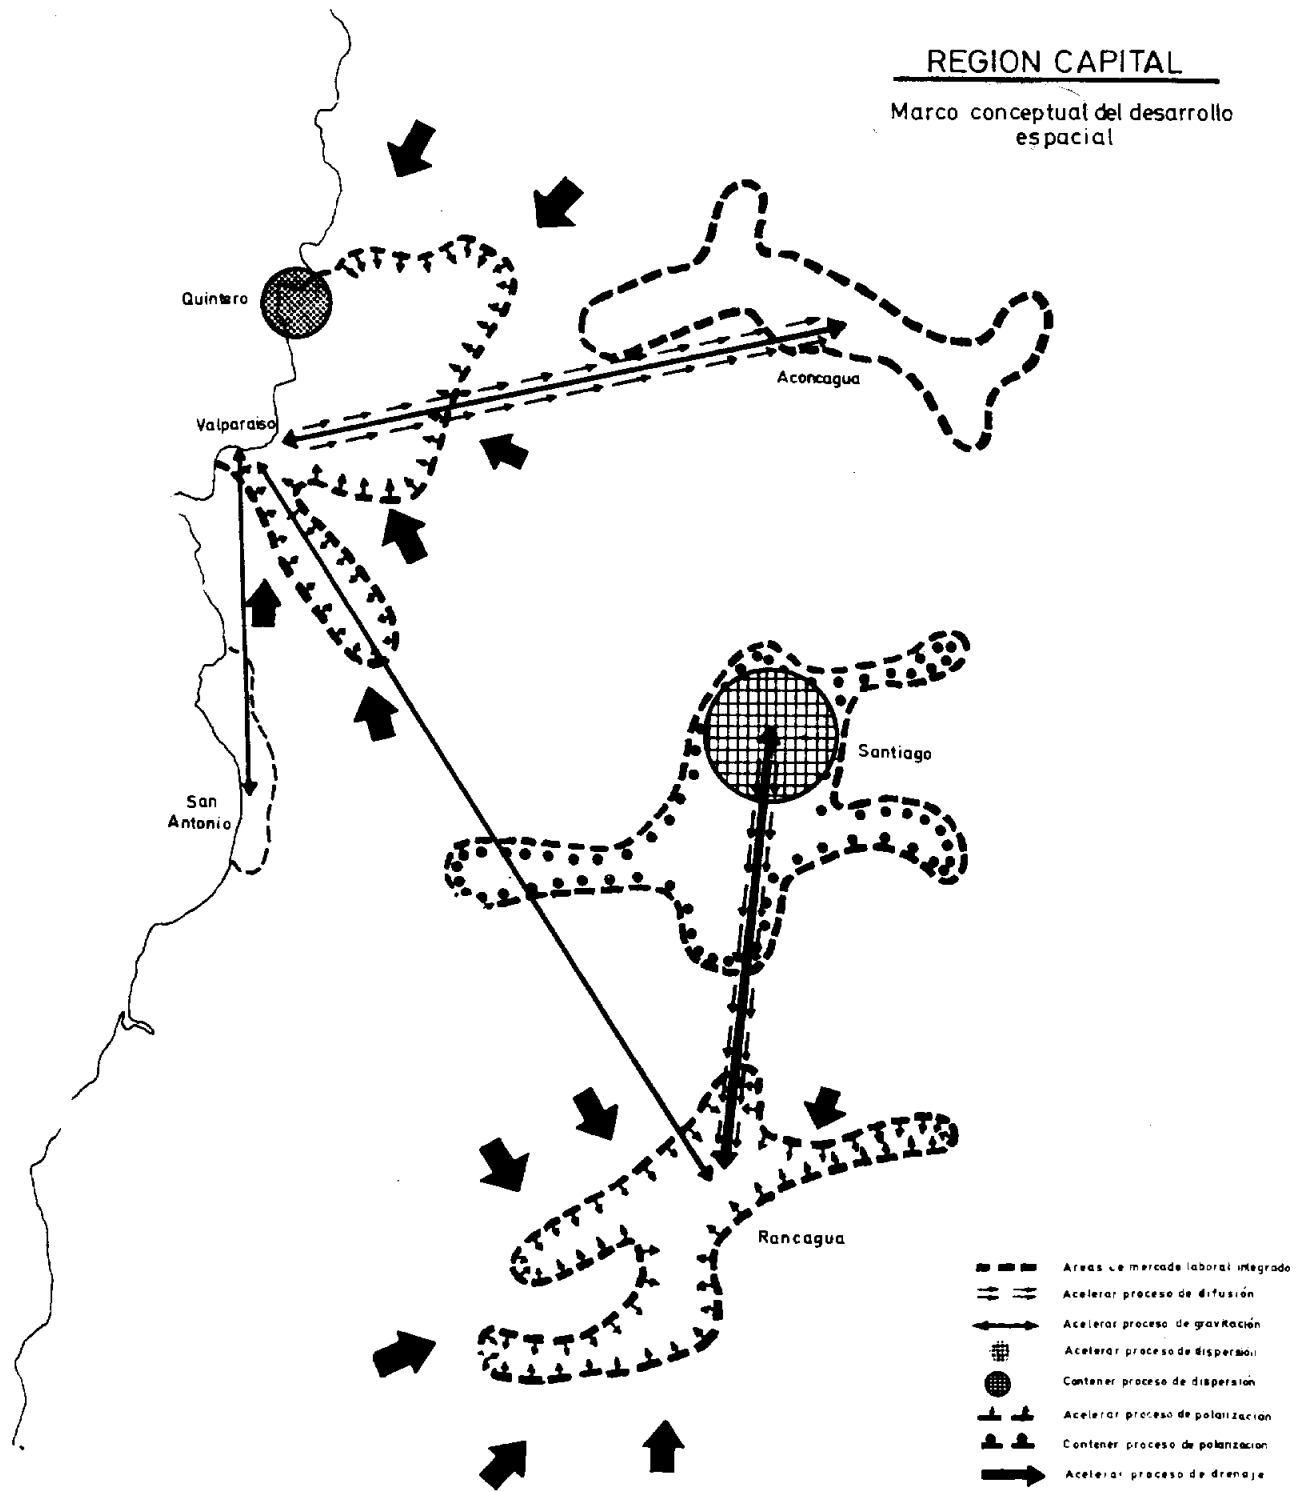 REGION CAPITAL
Marco conceptual del desarrollo
espacial
Quintero
Valparaiso
Aconcagua
Santiago
San
Antonio
Rancagua
Areas de mercado laboral integrado
Acelerar proceso de difusión
Acelerar proceso de gravitación
Acelerar proceso de dispersión
Contener proceso de dispersión
Acelerar proceso de polarización
Contener proceso de polarización
Acelerar proceso de drenaje